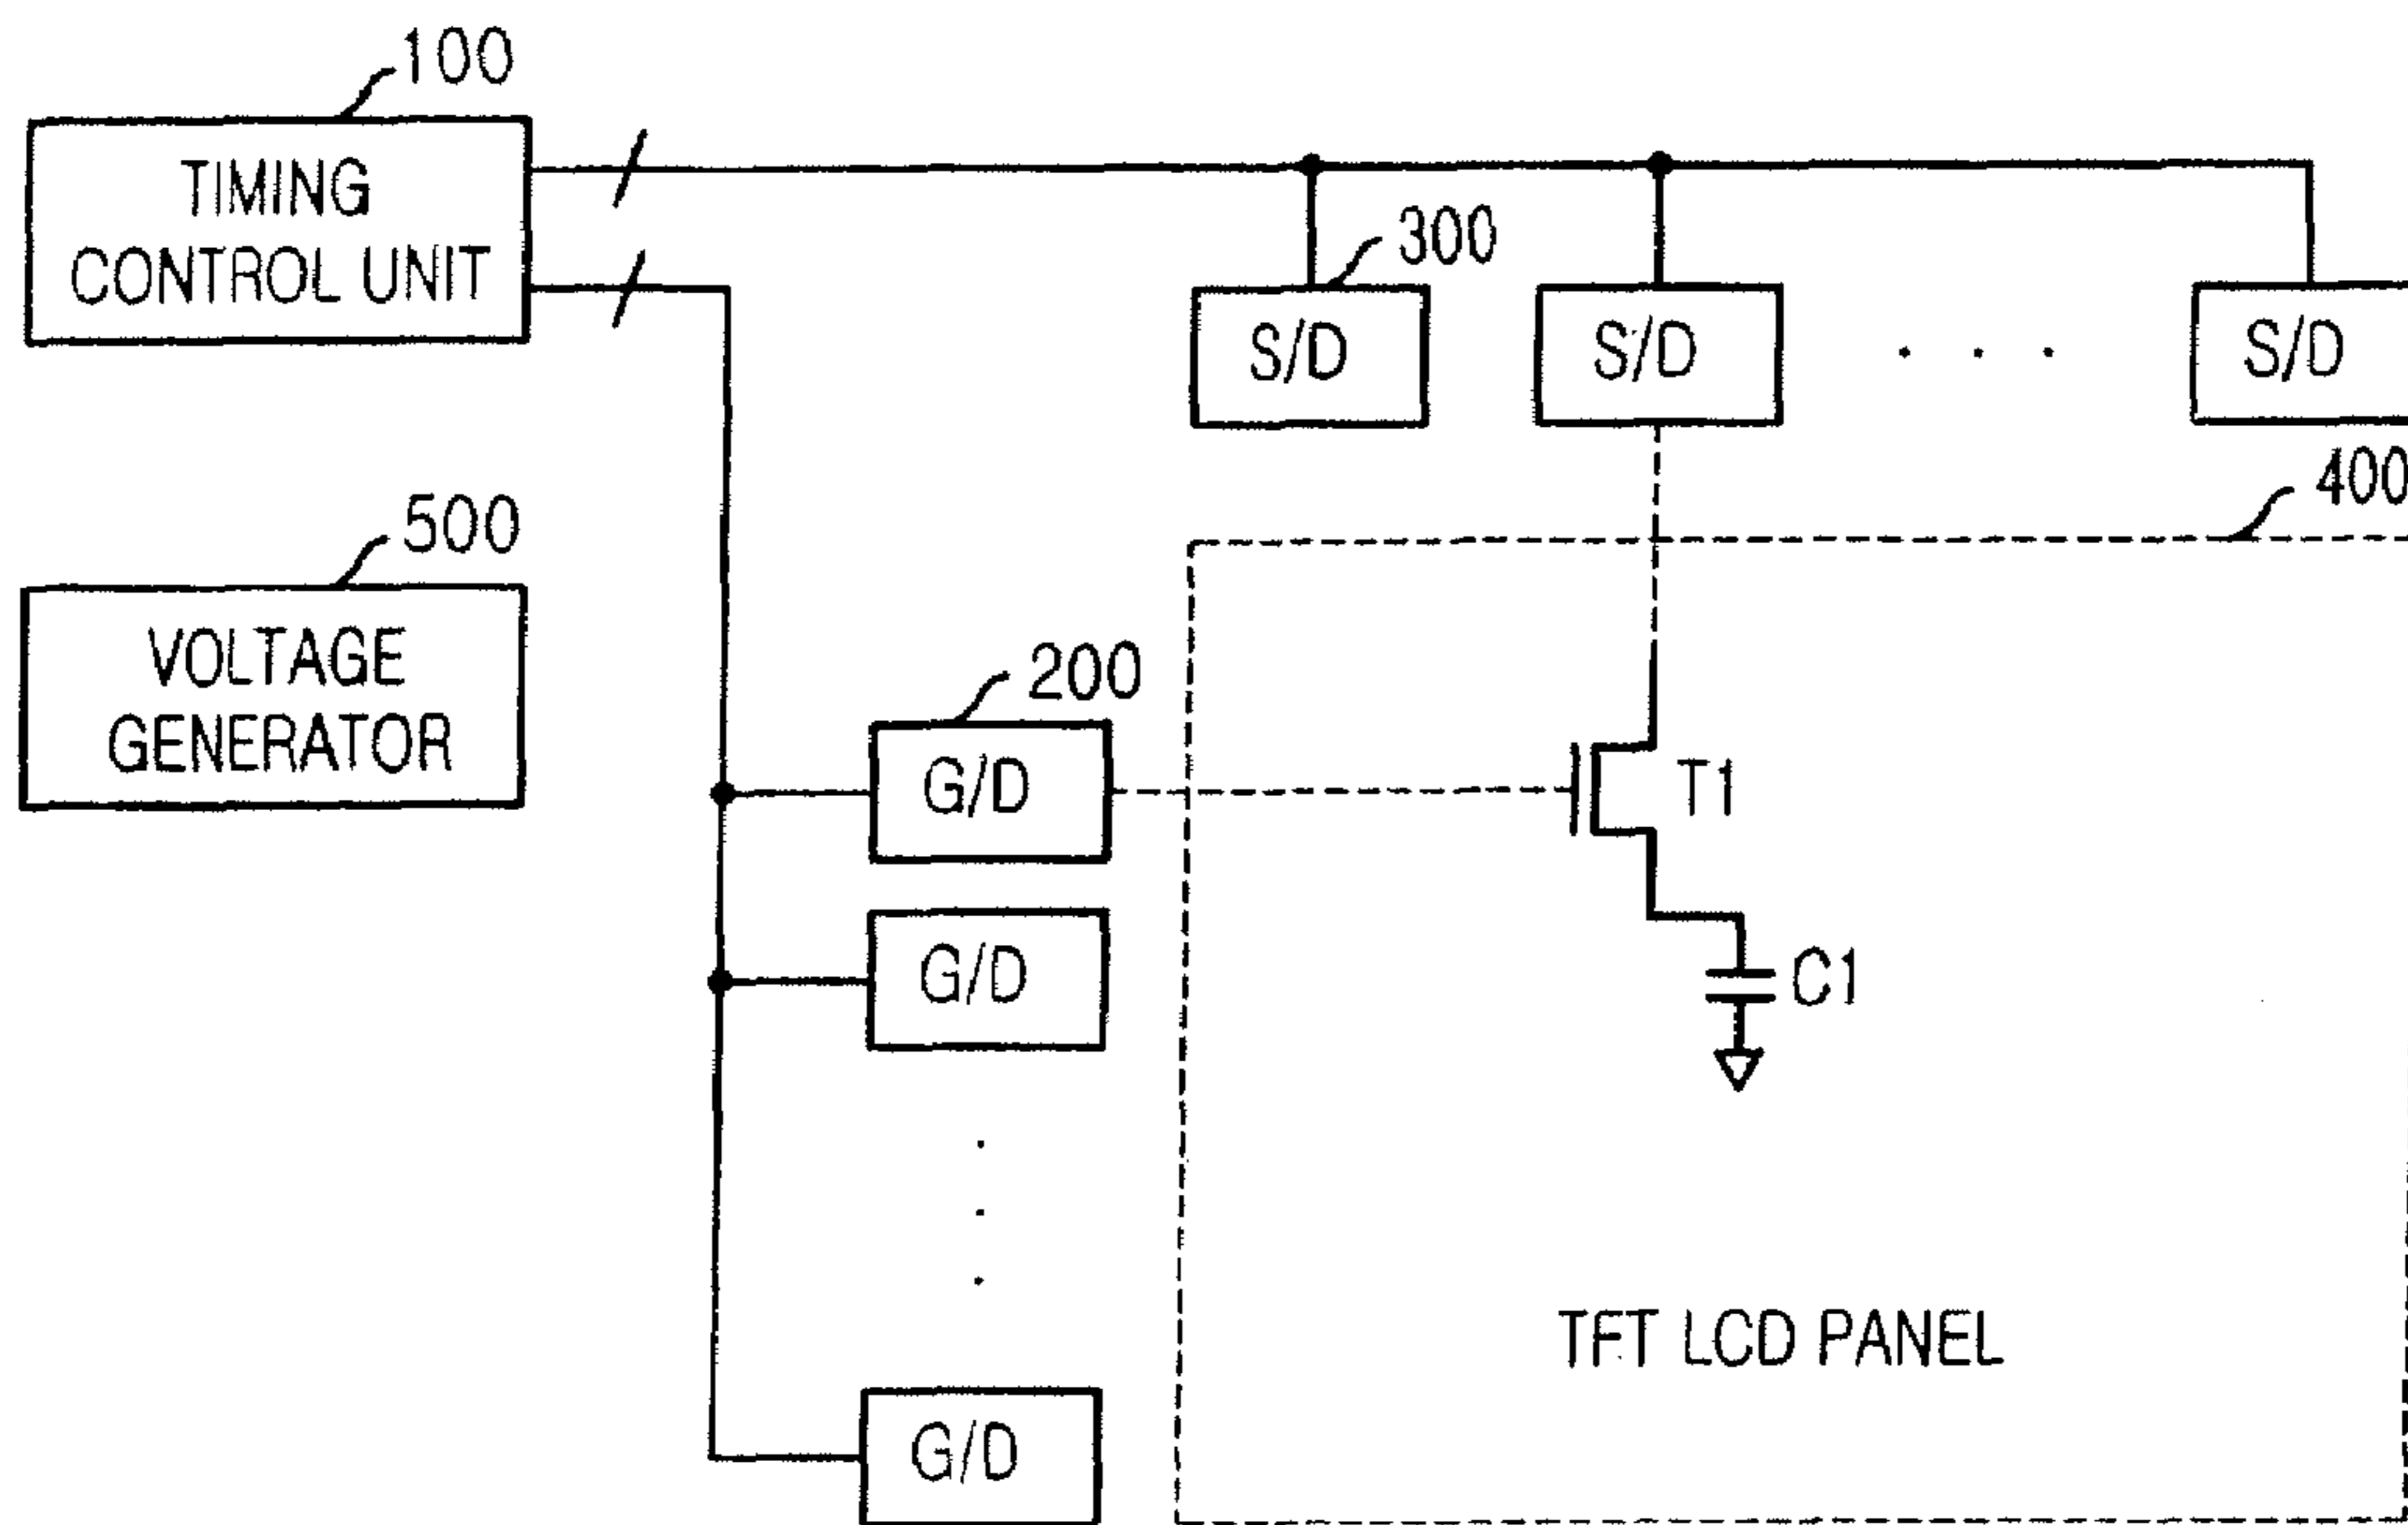 100
TIMING
CONTROL UNIT
300
S/D
S/D
. . .
S/D
400
500
VOLTAGE
GENERATOR
200
G/D
T1
G/D
C1
.
.
.
TFT LCD PANEL
G/D